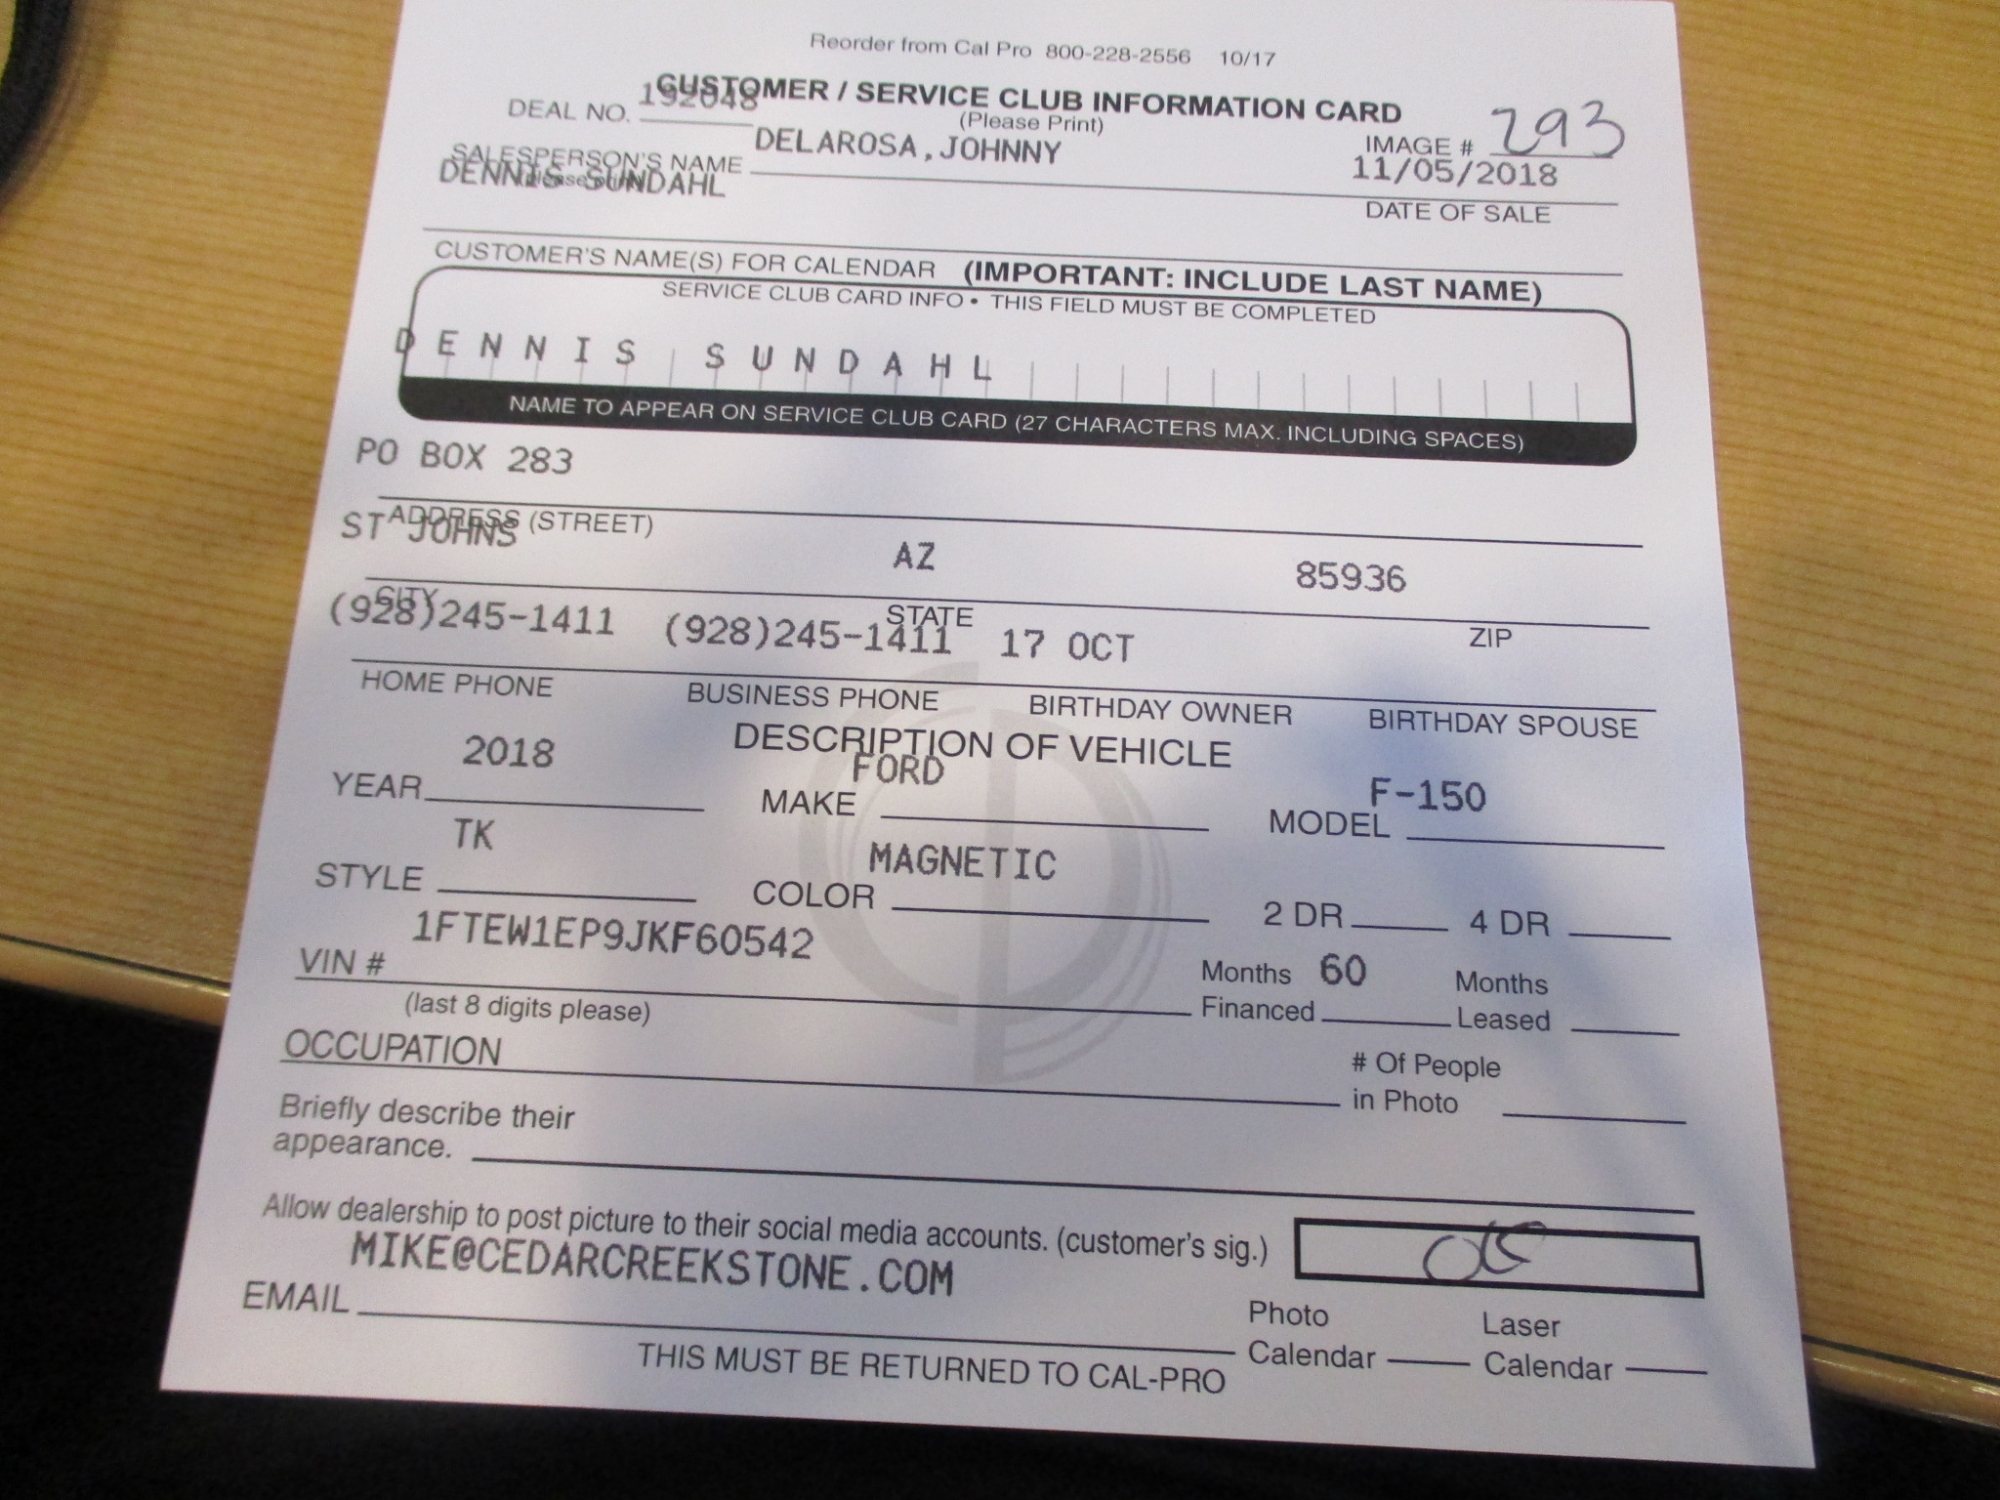 Reorder from Cal Pro 800-228-2556 10/17
CUSTOMER / SERVICE CLUB INFORMATION CARD
DEAL NO. 192048
(Please Print)
IMAGE # 293
SALESPERSON'S NAME DELAROSA, JOHNNY
11/05/2018
DENNIS SUNDAHL
DATE OF SALE
CUSTOMER'S NAME(S) FOR CALENDAR (IMPORTANT: INCLUDE LAST NAME)
SERVICE CLUB CARD INFO • THIS FIELD MUST BE COMPLETED
DENNIS SUNDAHL
NAME TO APPEAR ON SERVICE CLUB CARD (27 CHARACTERS MAX. INCLUDING SPACES)
PO BOX 283
ADDRESS (STREET)
ST JOHNS AZ 85936
CITY STATE ZIP
(928)245-1411 (928)245-1411 17 OCT
HOME PHONE BUSINESS PHONE BIRTHDAY OWNER BIRTHDAY SPOUSE
DESCRIPTION OF VEHICLE
YEAR 2018 MAKE FORD MODEL F-150
STYLE TK COLOR MAGNETIC 2 DR 4 DR
VIN # 1FTEW1EP9JKF60542
(last 8 digits please)
Months 60 Months
Financed Leased
OCCUPATION
# Of People
in Photo
Briefly describe their
appearance.
Allow dealership to post picture to their social media accounts. (customer's sig.)
EMAIL MIKE@CEDARCREEKSTONE.COM
Photo Laser
Calendar Calendar
THIS MUST BE RETURNED TO CAL-PRO